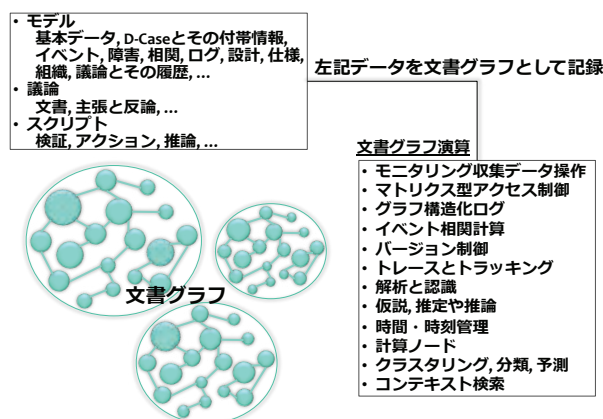 • モデル
基本データ, D-Caseとその付帯情報,
イベント, 障害, 相関, ログ, 設計, 仕様,
組織, 議論とその履歴, ...
• 議論
文書, 主張と反論, ...
• スクリプト
検証, アクション, 推論, ...
左記データを文書グラフとして記録
文書グラフ演算
• モニタリング収集データ操作
• マトリクス型アクセス制御
• グラフ構造化ログ
• イベント相関計算
• バージョン制御
• トレースとトラッキング
• 解析と認識
• 仮説, 推定や推論
• 時間・時刻管理
• 計算ノード
• クラスタリング, 分類, 予測
• コンテキスト検索
文書グラフ